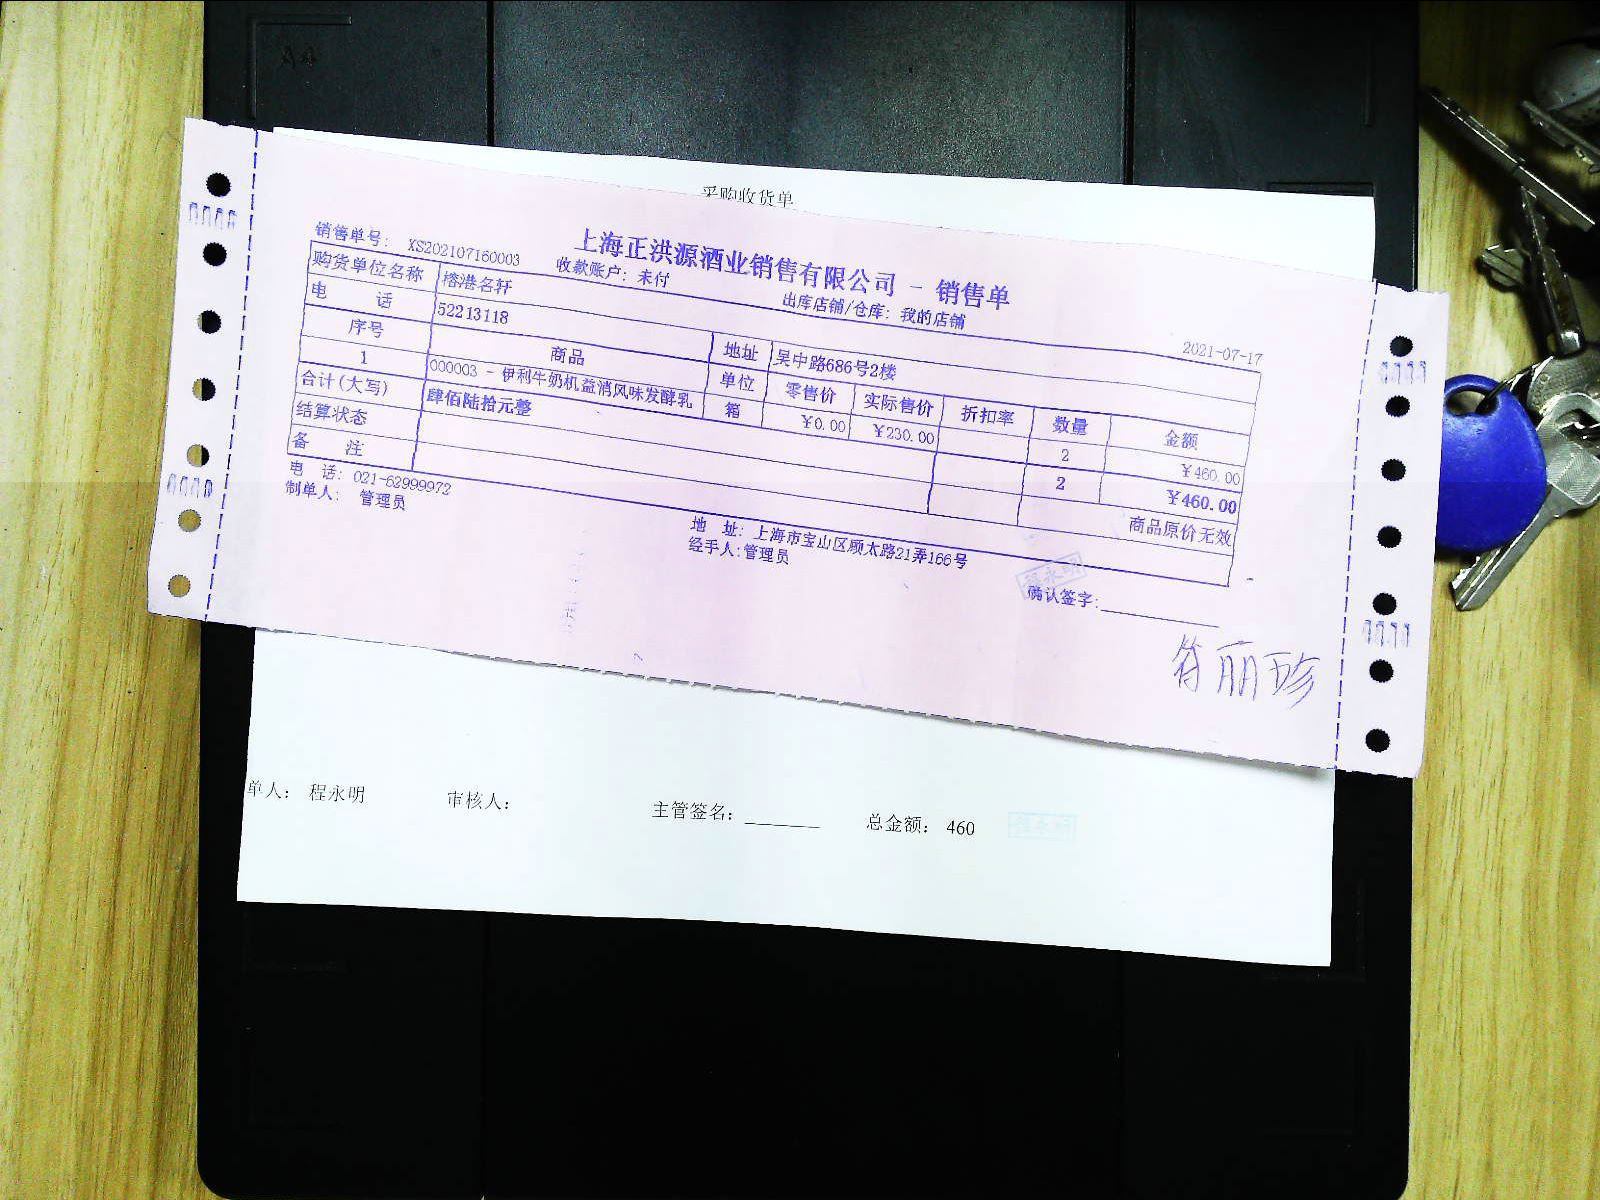 采购收货单
上海正洪源酒业销售有限公司 - 销售单
销售单号： XS202107160003 收款账户：未付 出库店铺/仓库：我的店铺 2021-07-17
购货单位名称 榕港名轩
电 话 52213118 地址 吴中路686号2楼
序号 商品 单位 零售价 实际售价 折扣率 数量 金额
1 000003 - 伊利牛奶机益消风味发酵乳 箱 ￥0.00 ￥230.00 2 ￥460.00
合计(大写) 肆佰陆拾元整 2 ￥460.00
结算状态 商品原价无效
备 注
电 话：021-62999972 地 址：上海市宝山区顾太路21弄166号
制单人： 管理员 经手人:管理员 确认签字:
程永明
符丽珍
单人： 程永明 审核人： 主管签名： 总金额： 460 程永明